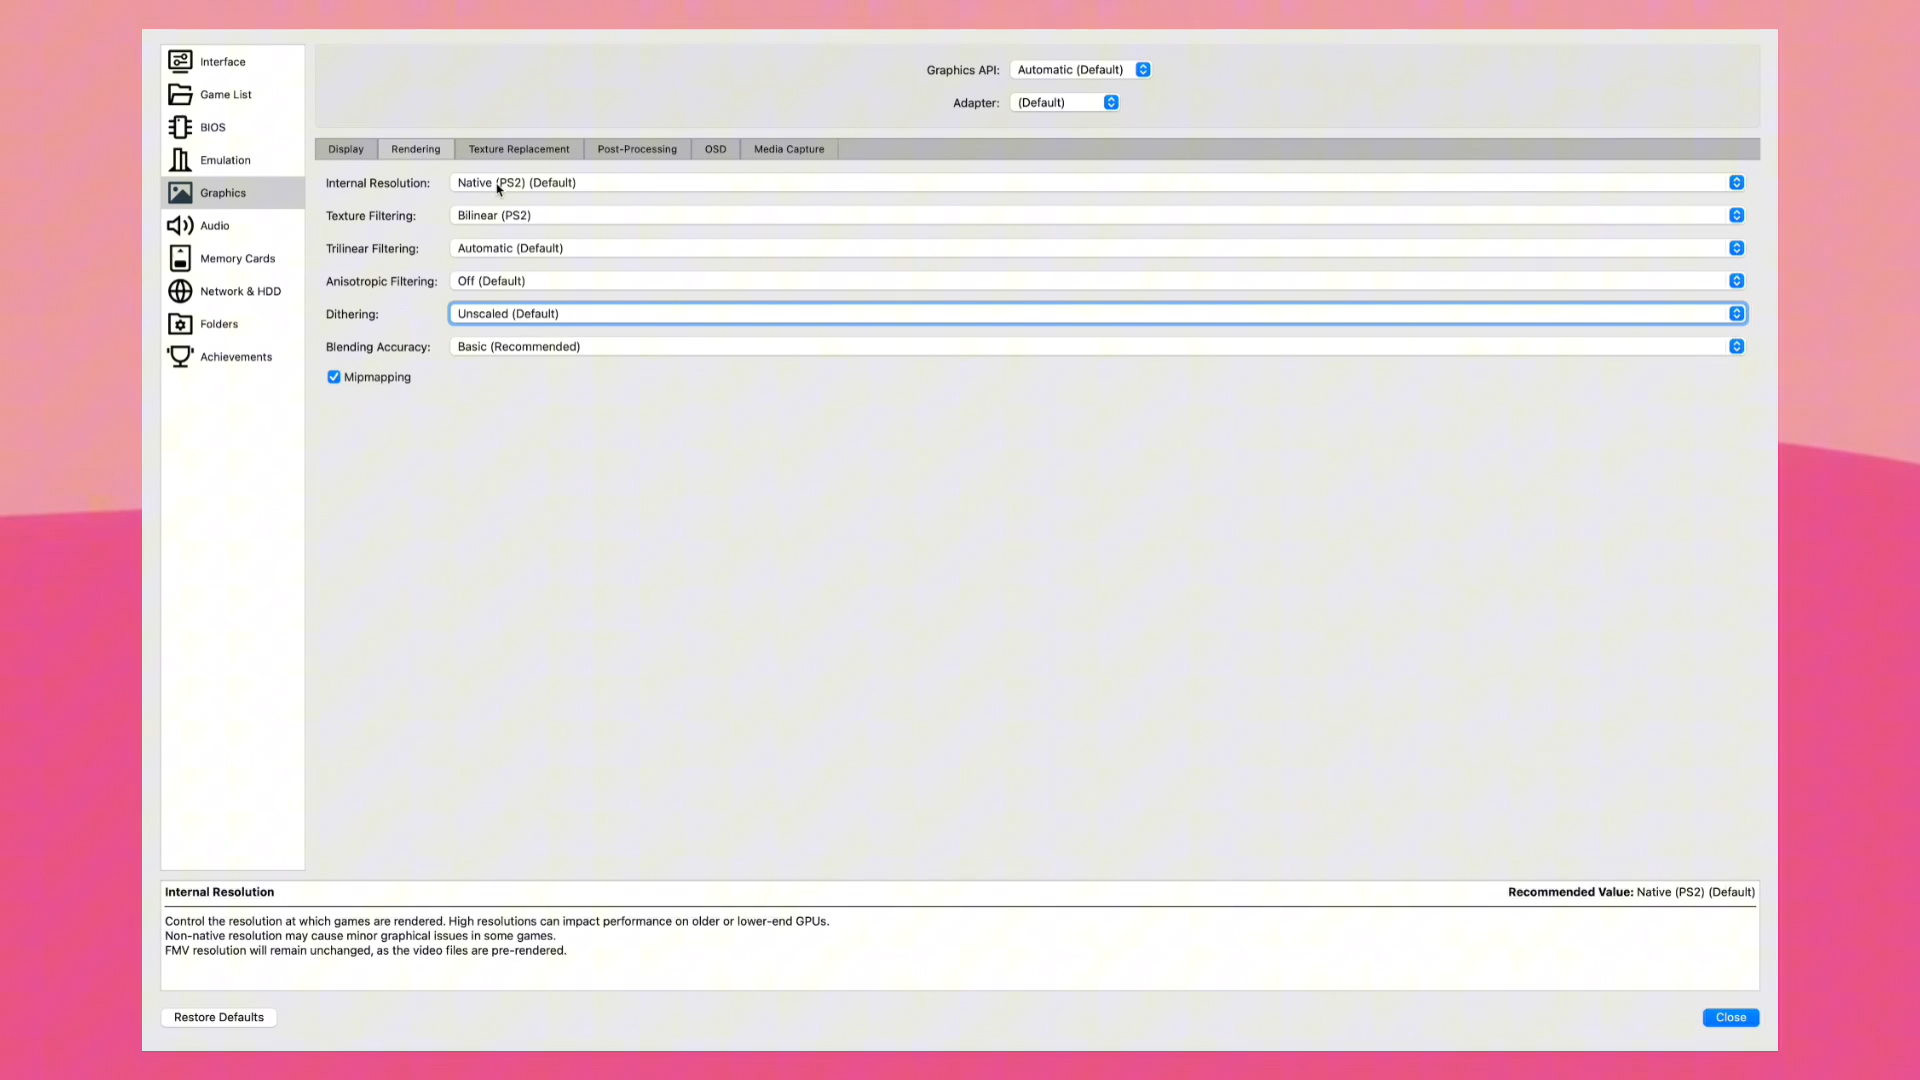 Interface
Game List
BIOS
Emulation
Graphics
Audio
Memory Cards
Network & HDD
Folders
Achievements
Graphics API: Automatic (Default)
Adapter: (Default)
Display Rendering Texture Replacement Post-Processing OSD Media Capture
Internal Resolution: Native (PS2) (Default)
Texture Filtering: Bilinear (PS2)
Trilinear Filtering: Automatic (Default)
Anisotropic Filtering: Off (Default)
Dithering: Unscaled (Default)
Blending Accuracy: Basic (Recommended)
Mipmapping
Internal Resolution Recommended Value: Native (PS2) (Default)
Control the resolution at which games are rendered. High resolutions can impact performance on older or lower-end GPUs.
Non-native resolution may cause minor graphical issues in some games.
FMV resolution will remain unchanged, as the video files are pre-rendered.
Restore Defaults Close